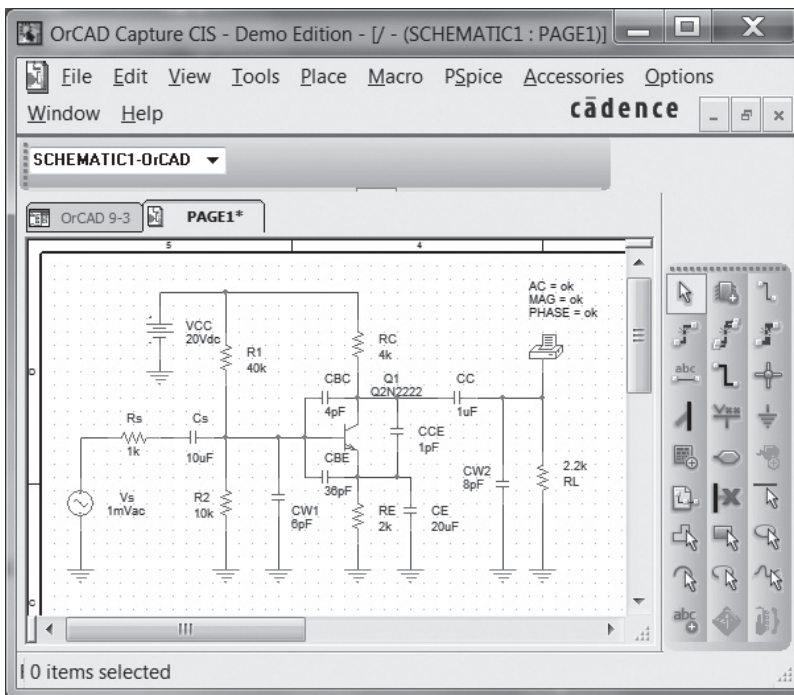 OrCAD Capture CIS - Demo Edition - [/ - (SCHEMATIC1 : PAGE1)]
File Edit View Tools Place Macro PSpice Accessories Options
Window Help
cādence
SCHEMATIC1-OrCAD
OrCAD 9-3
PAGE1*
5
4
AC = ok
MAG = ok
PHASE = ok
VCC
20Vdc
R1
40k
RC
4k
CBC
4pF
Q1
Q2N2222
CC
1uF
Rs
1k
Cs
10uF
CCE
1pF
CBE
36pF
CW2
8pF
2.2k
RL
Vs
1mVac
R2
10k
CW1
6pF
RE
2k
CE
20uF
D
C
abc
abc
0 items selected